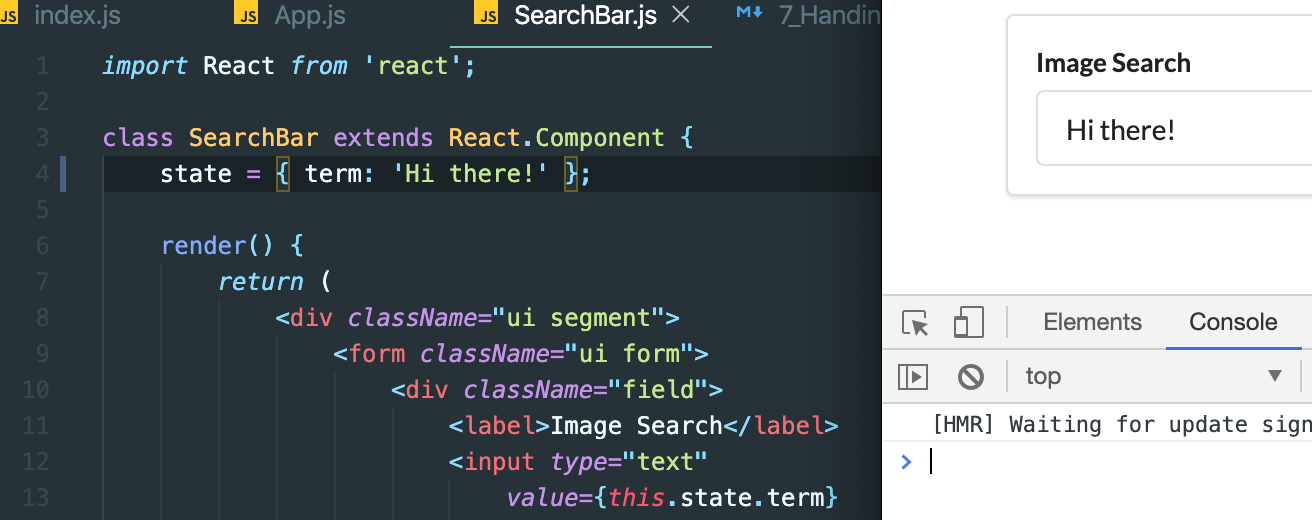 JS index.js
JS App.js
JS SearchBar.js
M 7_Handin
1 import React from 'react';
2
3 class SearchBar extends React.Component {
4 state = { term: 'Hi there!' };
5
6 render() {
7 return (
8 <div className="ui segment">
9 <form className="ui form">
10 <div className="field">
11 <label>Image Search</label>
12 <input type="text"
13 value={this.state.term}
Image Search
Hi there!
Elements
Console
top
[HMR] Waiting for update sign
>